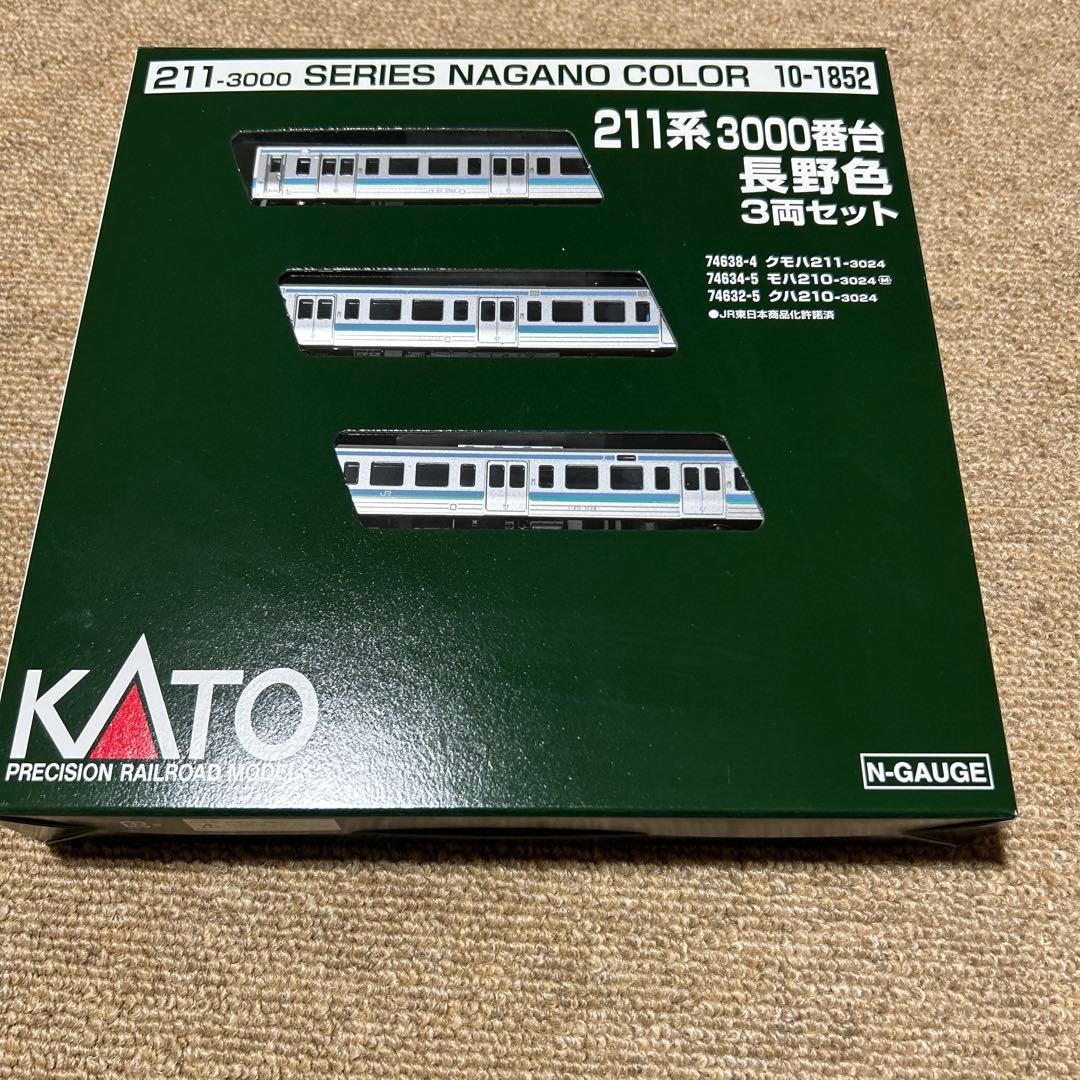 211-3000 SERIES NAGANO COLOR 10-1852
211系3000番台
長野色
3両セット
74638-4 クモハ211-3024
74634-5 モハ210-3024 M
74632-5 クハ210-3024
●JR東日本商品化許諾済
JR
KATO
PRECISION RAILROAD MODELS
N-GAUGE